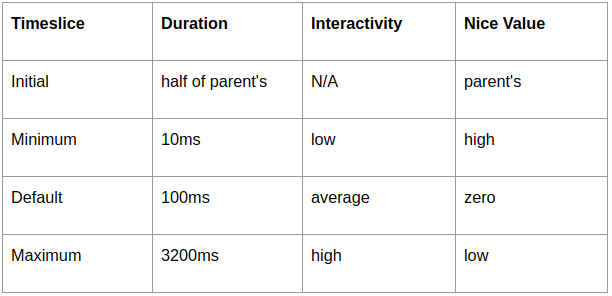 Timeslice Duration Interactivity Nice Value
Initial half of parent's N/A parent's
Minimum 10ms low high
Default 100ms average zero
Maximum 3200ms high low